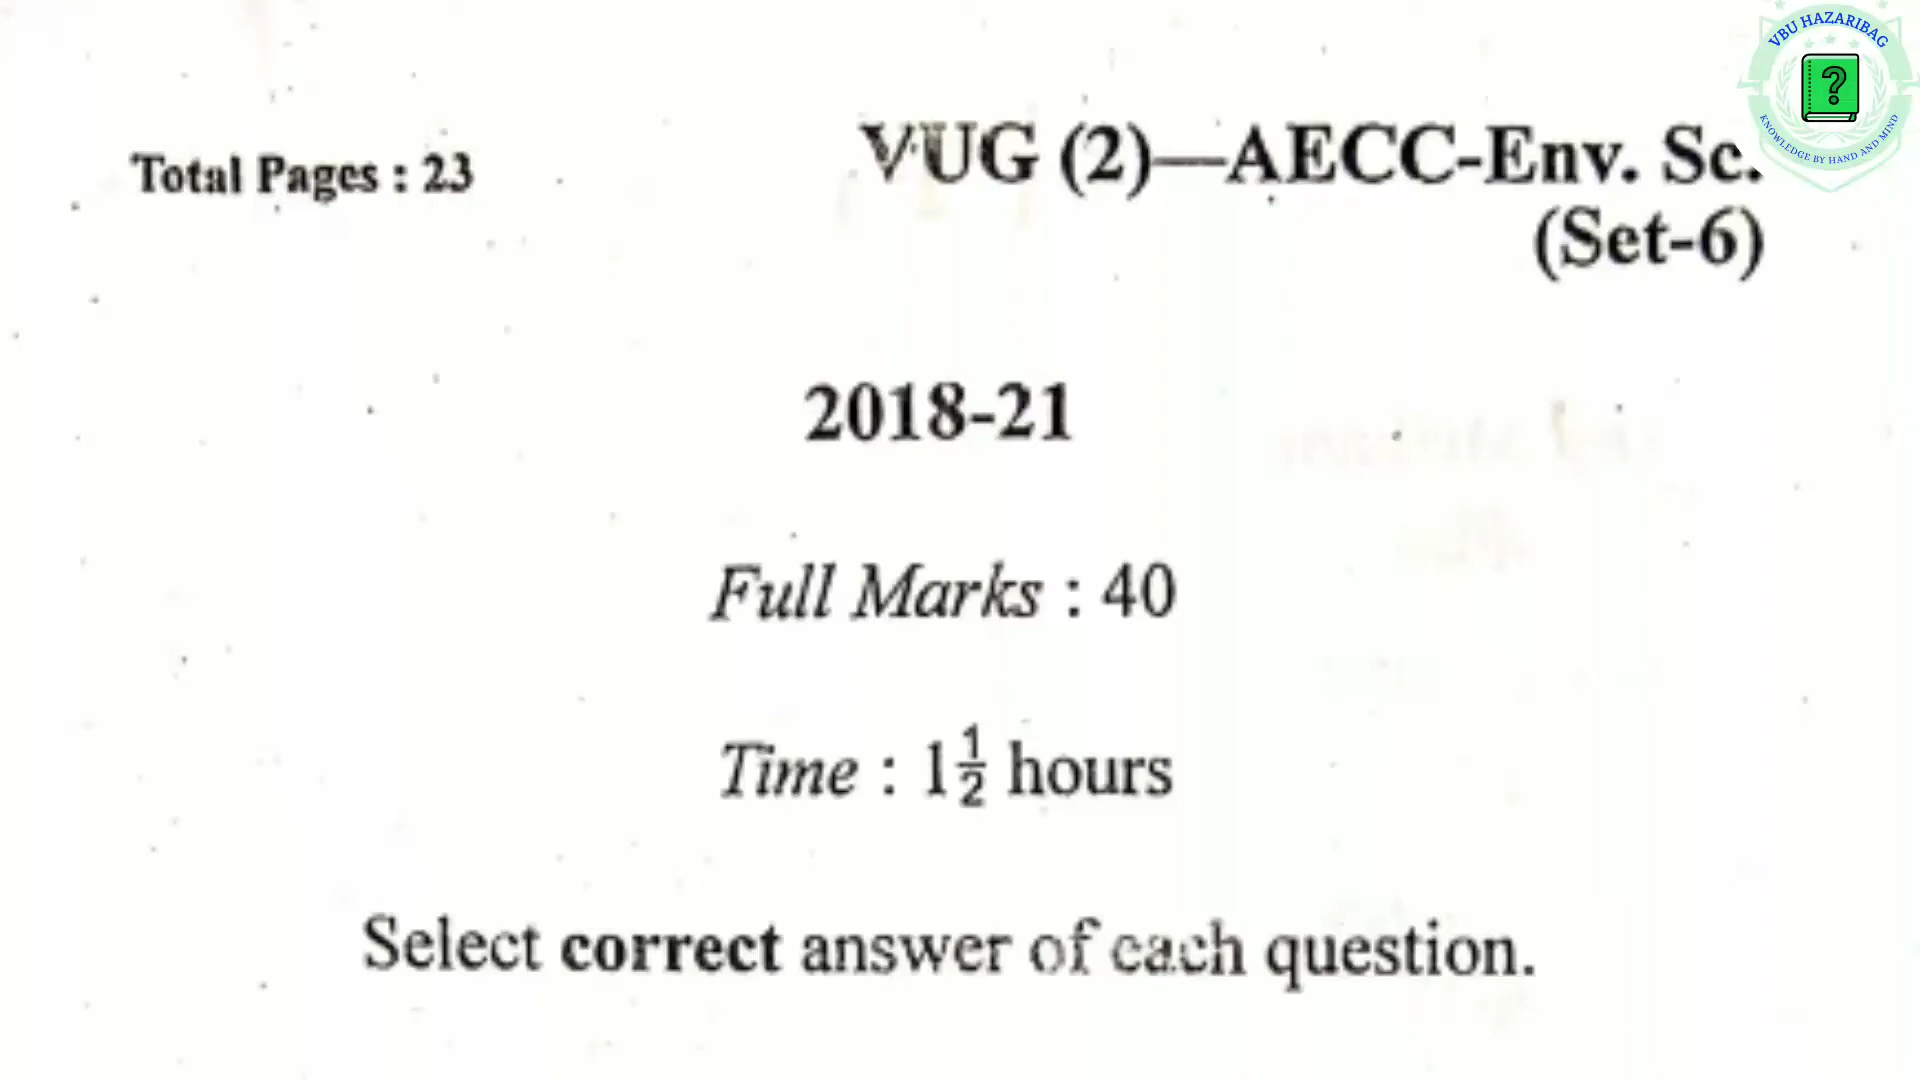 VBU HAZARIBAG
?
KNOWLEDGE BY HAND AND MIND
Total Pages : 23
VUG (2)—AECC-Env. Sc.
(Set-6)
2018-21
Full Marks : 40
Time : 1½ hours
Select correct answer of each question.